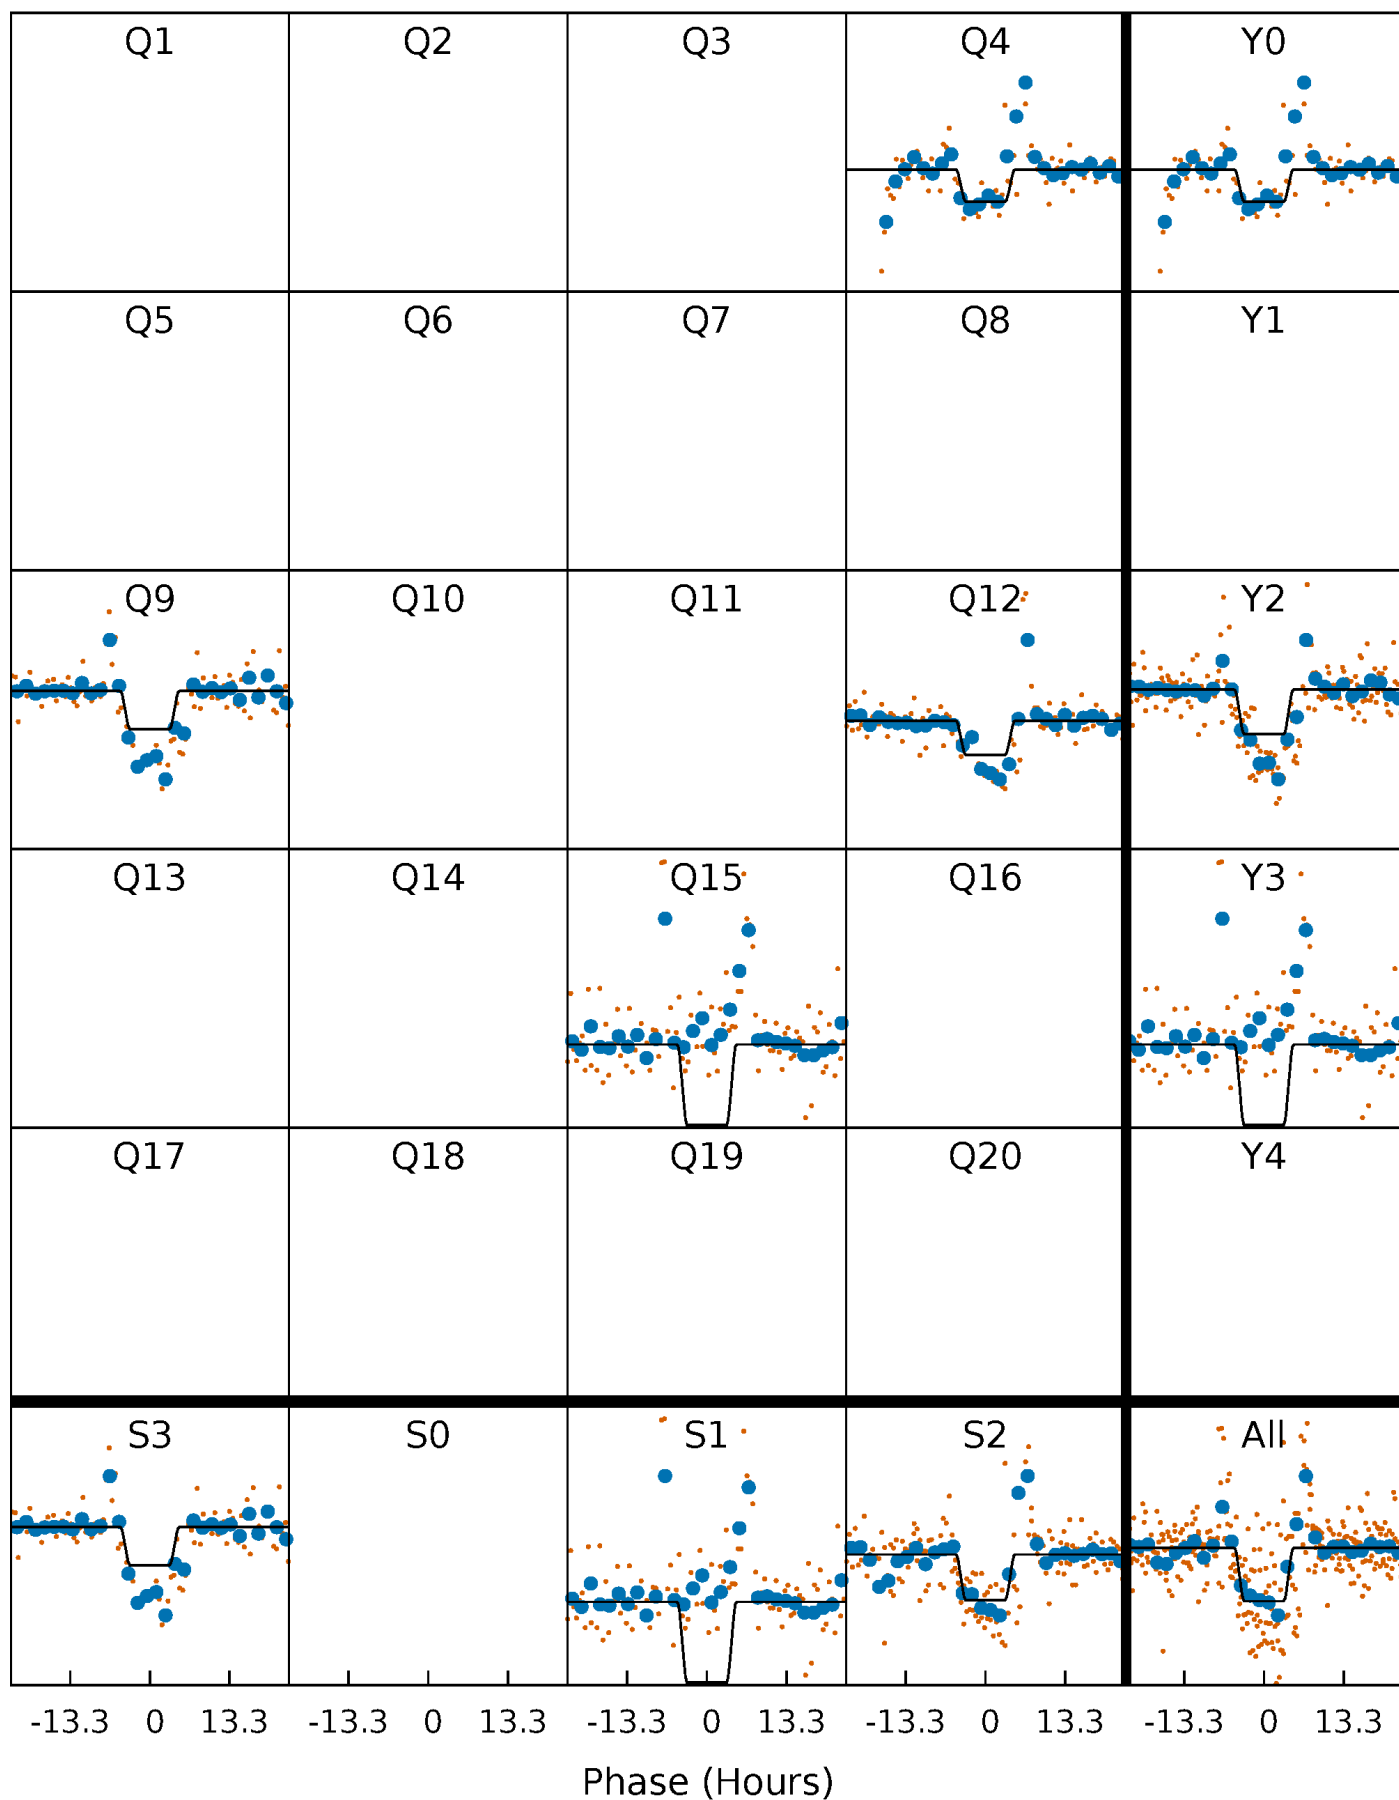 Q1 Q2 Q3 Q4 Y0
Q5 Q6 Q7 Q8 Y1
Q9 Q10 Q11 Q12 Y2
Q13 Q14 Q15 Q16 Y3
Q17 Q18 Q19 Q20 Y4
S3 S0 S1 S2 All
-13.3 0 13.3 -13.3 0 13.3 -13.3 0 13.3 -13.3 0 13.3 -13.3 0 13.3
Phase (Hours)